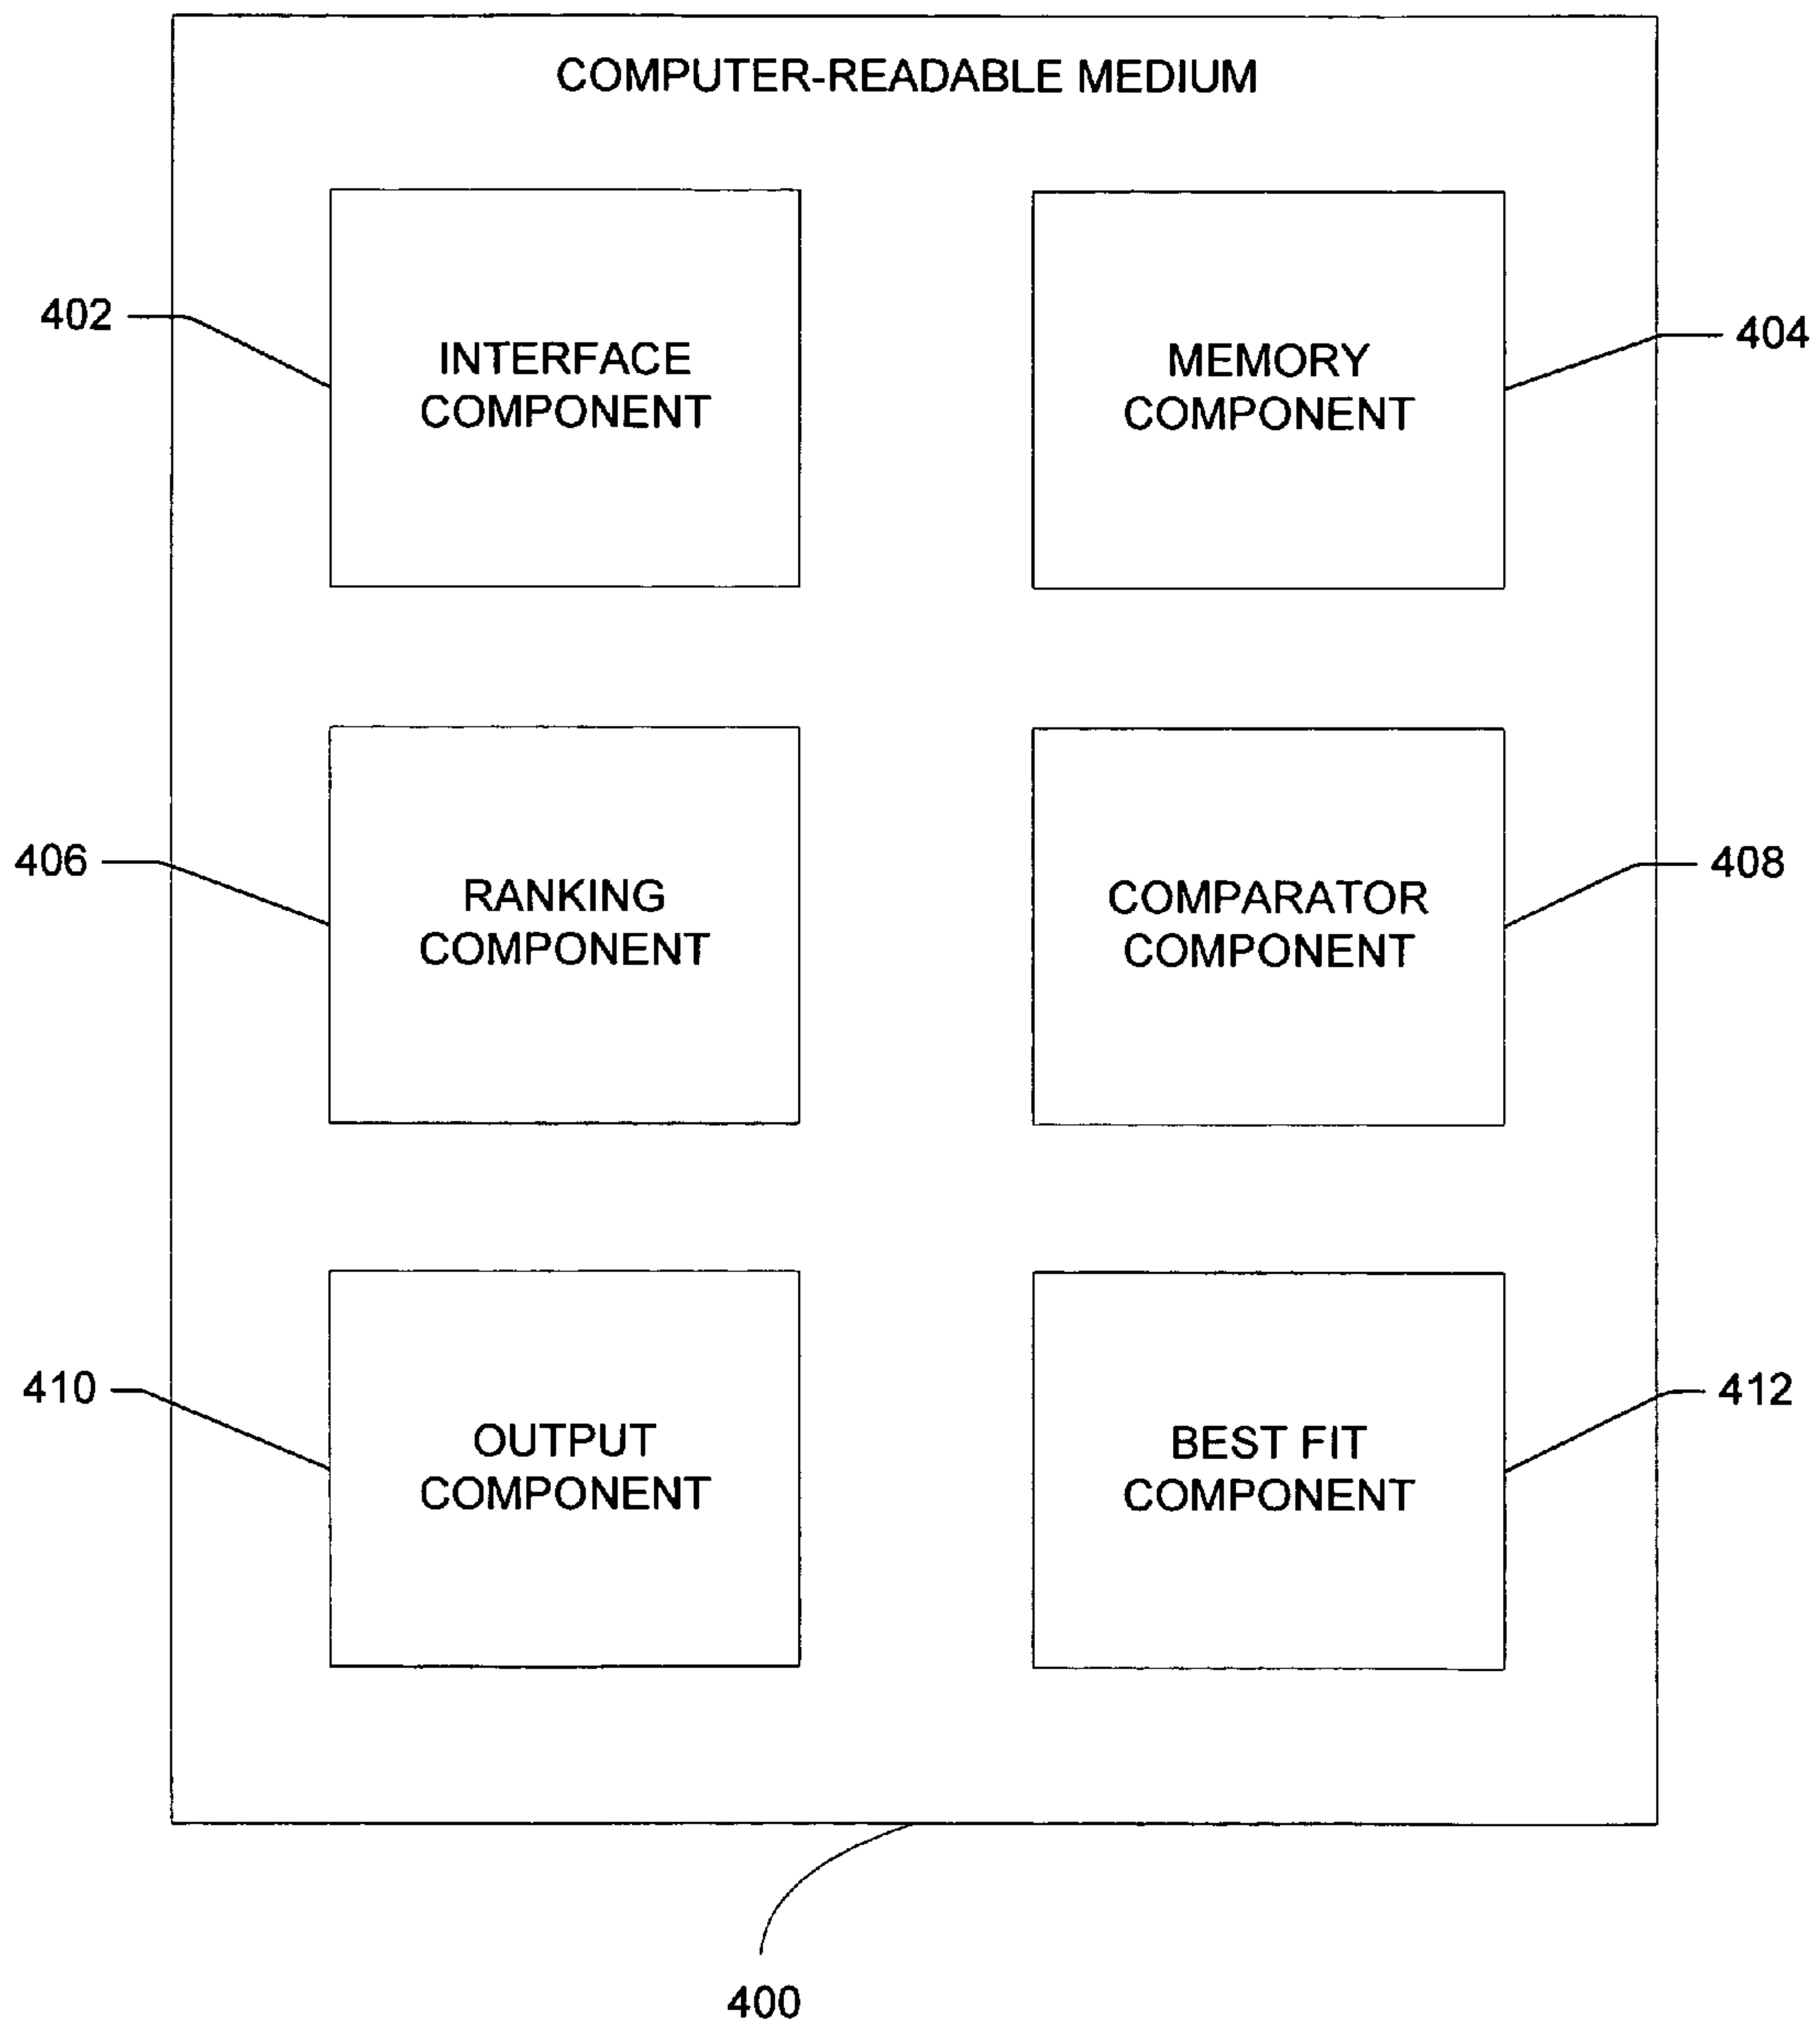 COMPUTER-READABLE MEDIUM
402
INTERFACE
COMPONENT
MEMORY
COMPONENT
404
406
RANKING
COMPONENT
COMPARATOR
COMPONENT
408
410
OUTPUT
COMPONENT
BEST FIT
COMPONENT
412
400